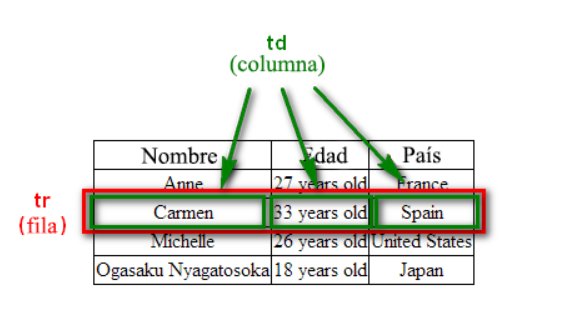 td
(columna)
Nombre Edad País
Anne 27 years old France
tr
(fila)
Carmen 33 years old Spain
Michelle 26 years old United States
Ogasaku Nyagatosoka 18 years old Japan